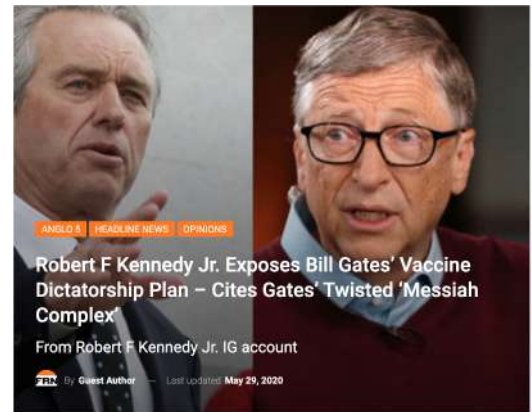 ANGLO 5 HEADLINE NEWS OPINIONS
Robert F Kennedy Jr. Exposes Bill Gates' Vaccine
Dictatorship Plan – Cites Gates' Twisted 'Messiah
Complex'
From Robert F Kennedy Jr. IG account
FRN By Guest Author — Last updated May 29, 2020